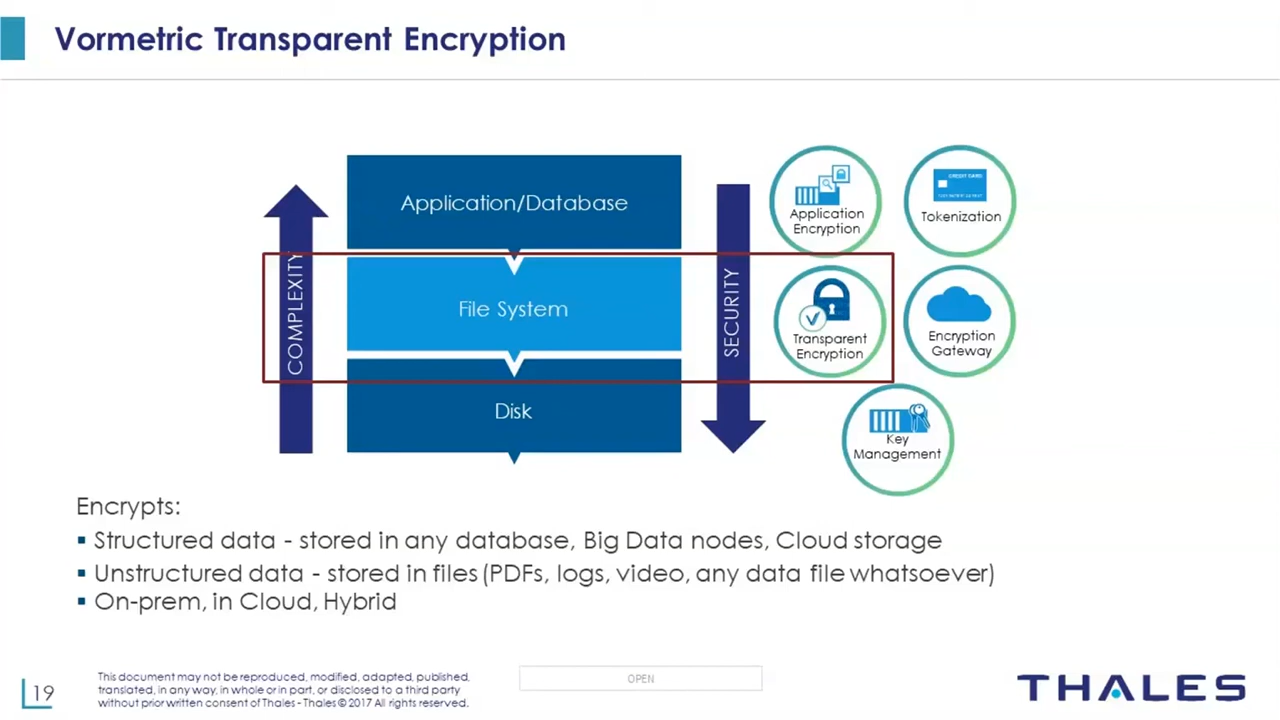 Vormetric Transparent Encryption
Application/Database
File System
Disk
COMPLEXITY
SECURITY
CREDIT CARD
Application
Encryption
Tokenization
Transparent
Encryption
Encryption
Gateway
Key
Management
Encrypts:
▪ Structured data - stored in any database, Big Data nodes, Cloud storage
▪ Unstructured data - stored in files (PDFs, logs, video, any data file whatsoever)
▪ On-prem, in Cloud, Hybrid
19
This document may not be reproduced, modified, adapted, published,
translated, in any way, in whole or in part, or disclosed to a third party
without prior written consent of Thales - Thales © 2017 All rights reserved.
OPEN
THALES